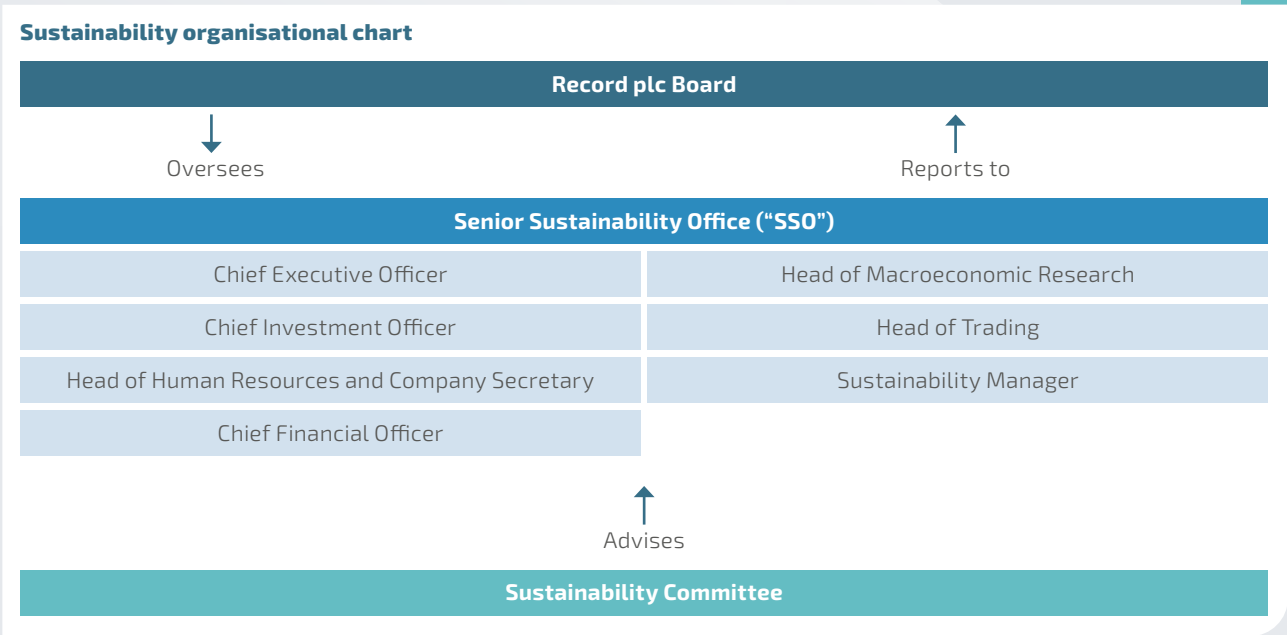 Sustainability organisational chart
Record plc Board
Oversees
Reports to
Senior Sustainability Office (“SSO”)
Chief Executive Officer
Head of Macroeconomic Research
Chief Investment Officer
Head of Trading
Head of Human Resources and Company Secretary
Sustainability Manager
Chief Financial Officer
Advises
Sustainability Committee